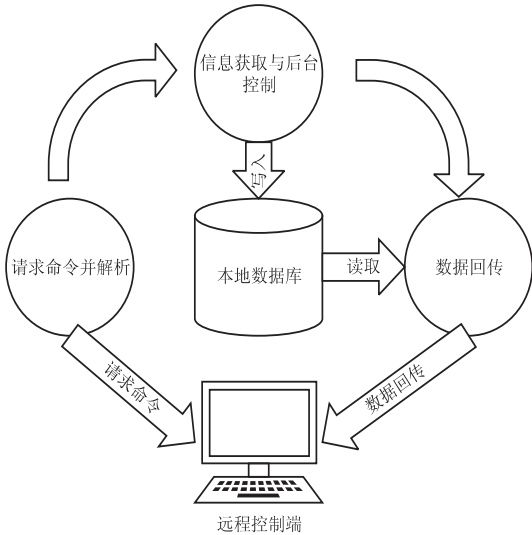 信息获取与后台
控制
写入
请求命令并解析
本地数据库
读取
数据回传
请求命令
数据回传
远程控制端